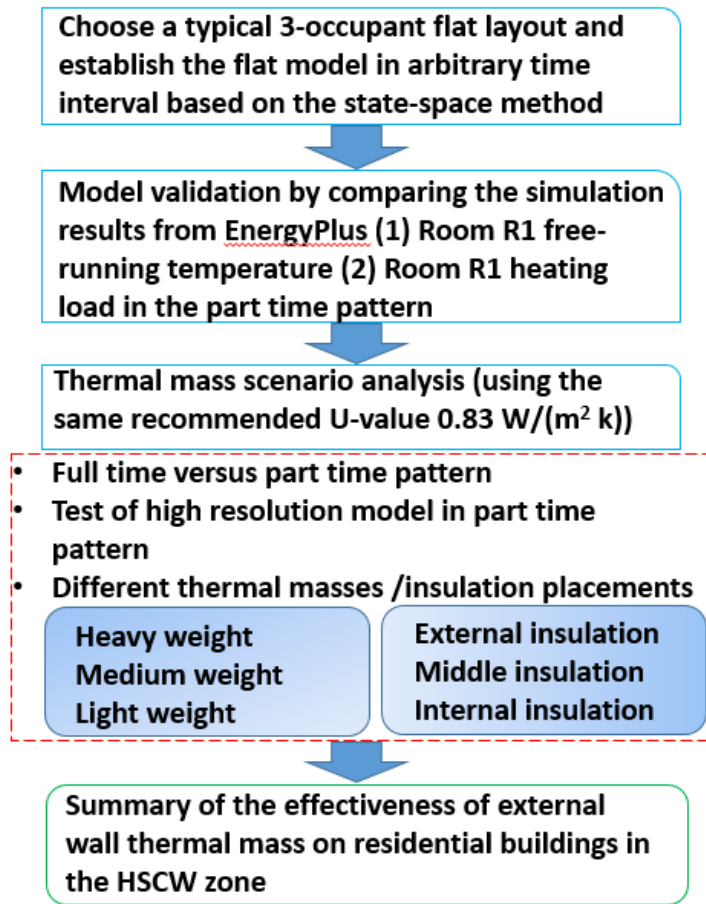 Choose a typical 3-occupant flat layout and
establish the flat model in arbitrary time
interval based on the state-space method
Model validation by comparing the simulation
results from EnergyPlus (1) Room R1 free-
running temperature (2) Room R1 heating
load in the part time pattern
Thermal mass scenario analysis (using the
same recommended U-value 0.83 W/(m² k))
• Full time versus part time pattern
• Test of high resolution model in part time
pattern
• Different thermal masses /insulation placements
Heavy weight
Medium weight
Light weight
External insulation
Middle insulation
Internal insulation
Summary of the effectiveness of external
wall thermal mass on residential buildings in
the HSCW zone